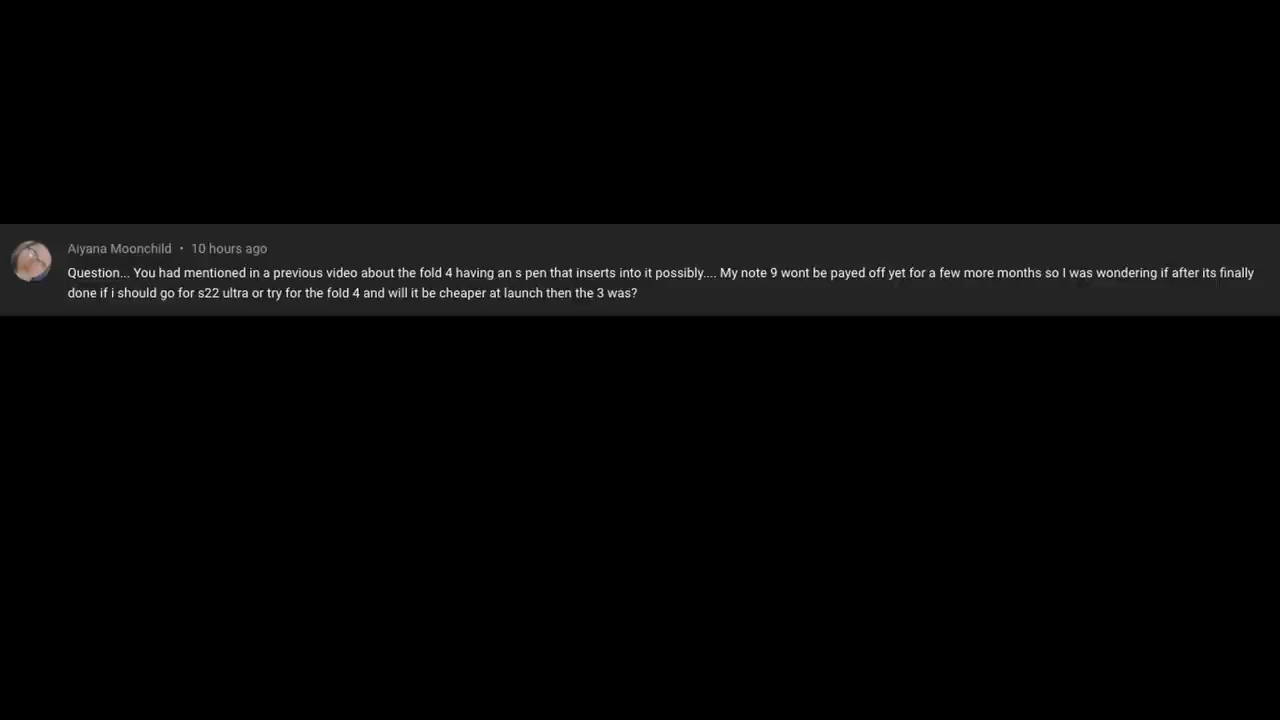 Aiyana Moonchild • 10 hours ago
Question... You had mentioned in a previous video about the fold 4 having an s pen that inserts into it possibly.... My note 9 wont be payed off yet for a few more months so I was wondering if after its finally
done if i should go for s22 ultra or try for the fold 4 and will it be cheaper at launch then the 3 was?